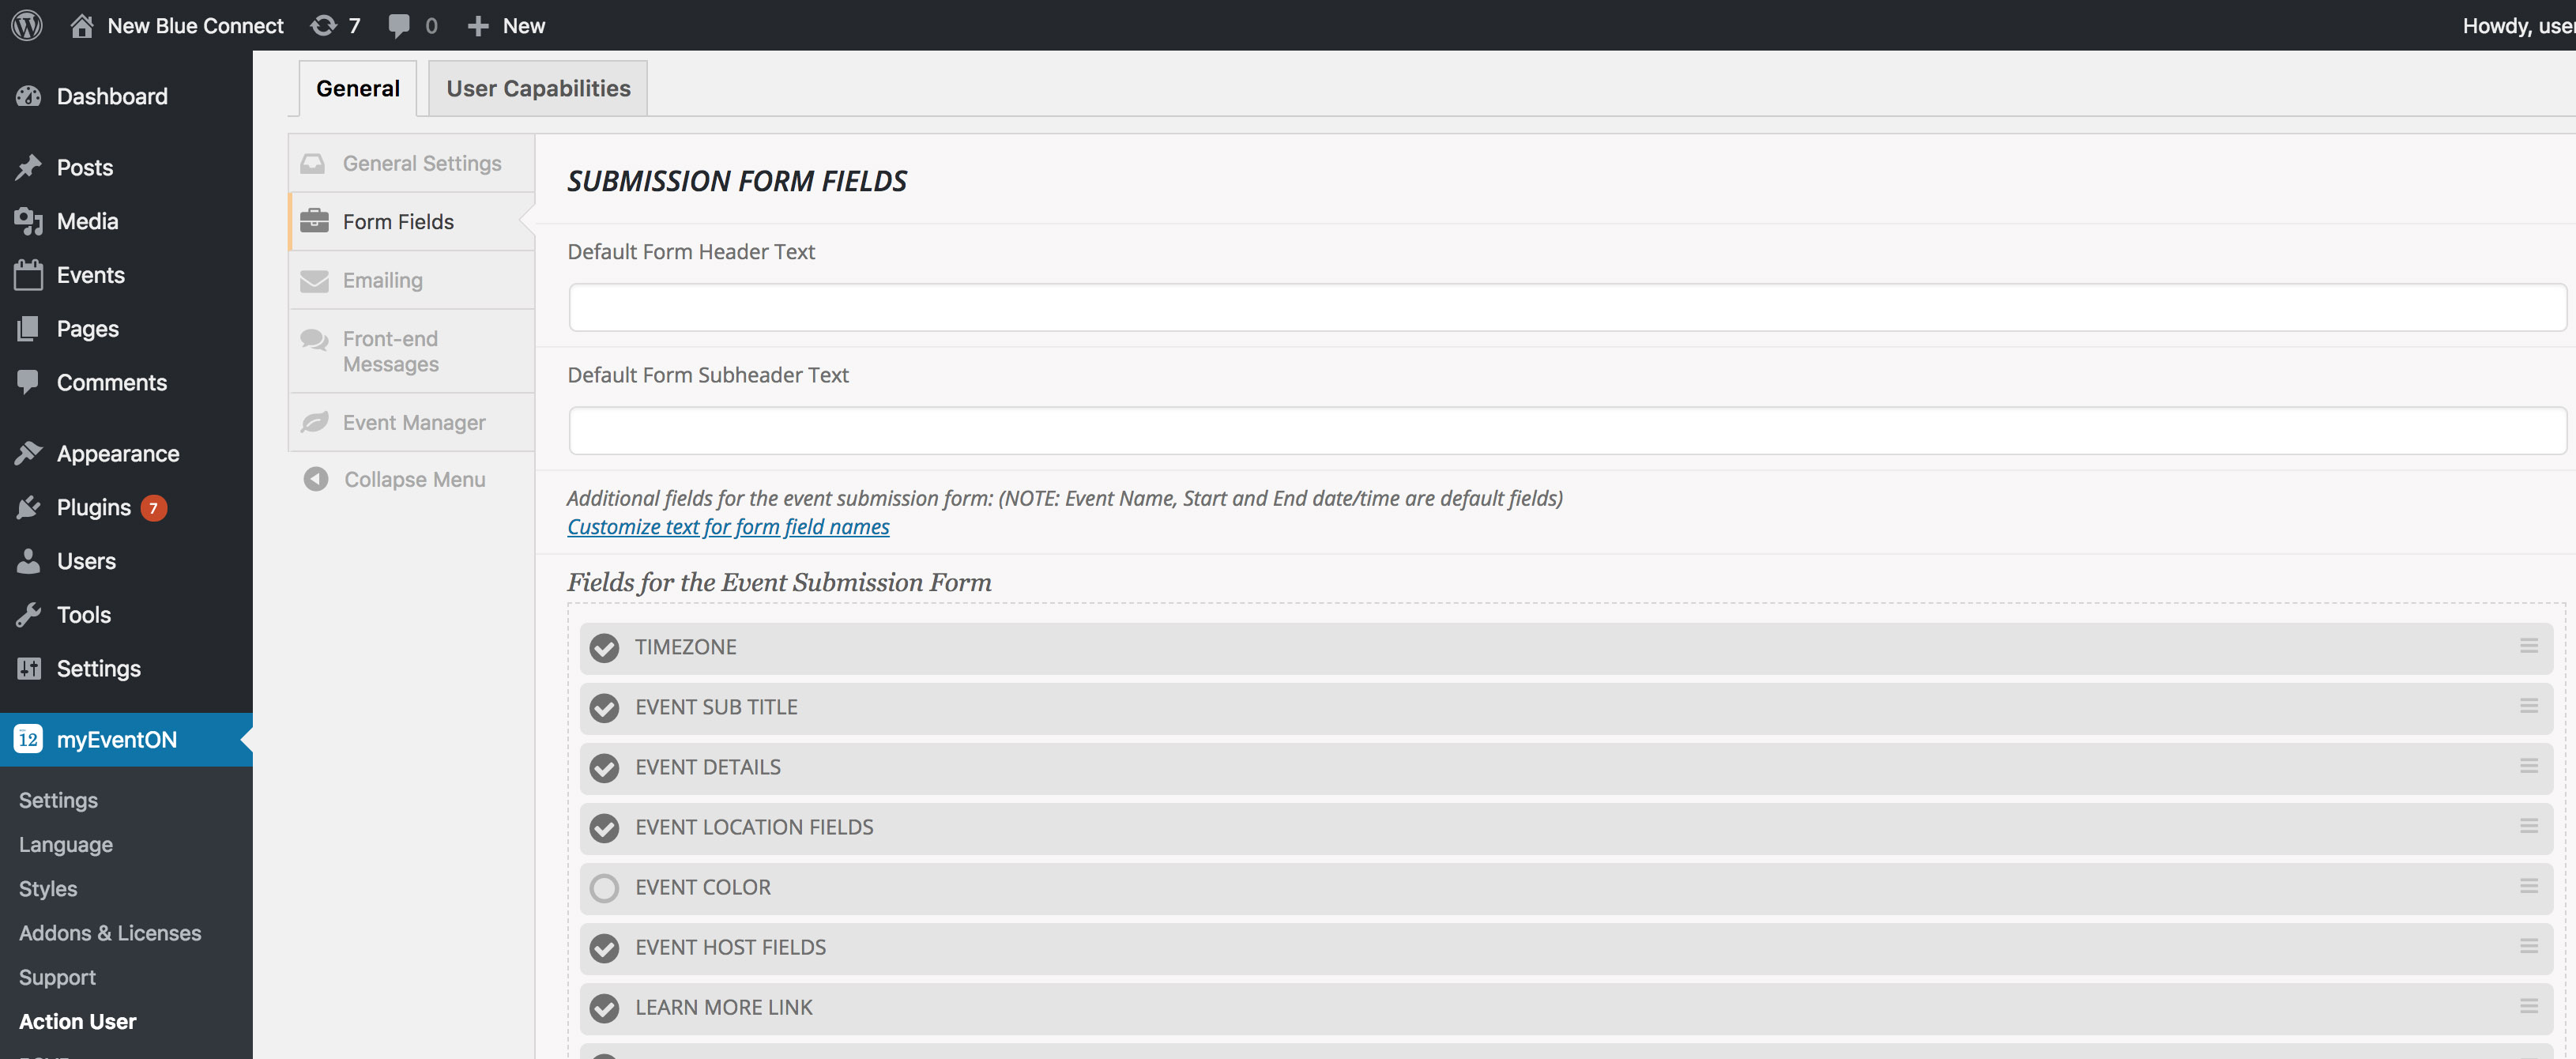 New Blue Connect 7 0 New
Howdy, user
Dashboard
Posts
Media
Events
Pages
Comments
Appearance
Plugins 7
Users
Tools
Settings
12 myEventON
Settings
Language
Styles
Addons & Licenses
Support
Action User
General
User Capabilities
General Settings
Form Fields
Emailing
Front-end
Messages
Event Manager
Collapse Menu
SUBMISSION FORM FIELDS
Default Form Header Text
Default Form Subheader Text
Additional fields for the event submission form: (NOTE: Event Name, Start and End date/time are default fields)
Customize text for form field names
Fields for the Event Submission Form
TIMEZONE
EVENT SUB TITLE
EVENT DETAILS
EVENT LOCATION FIELDS
EVENT COLOR
EVENT HOST FIELDS
LEARN MORE LINK